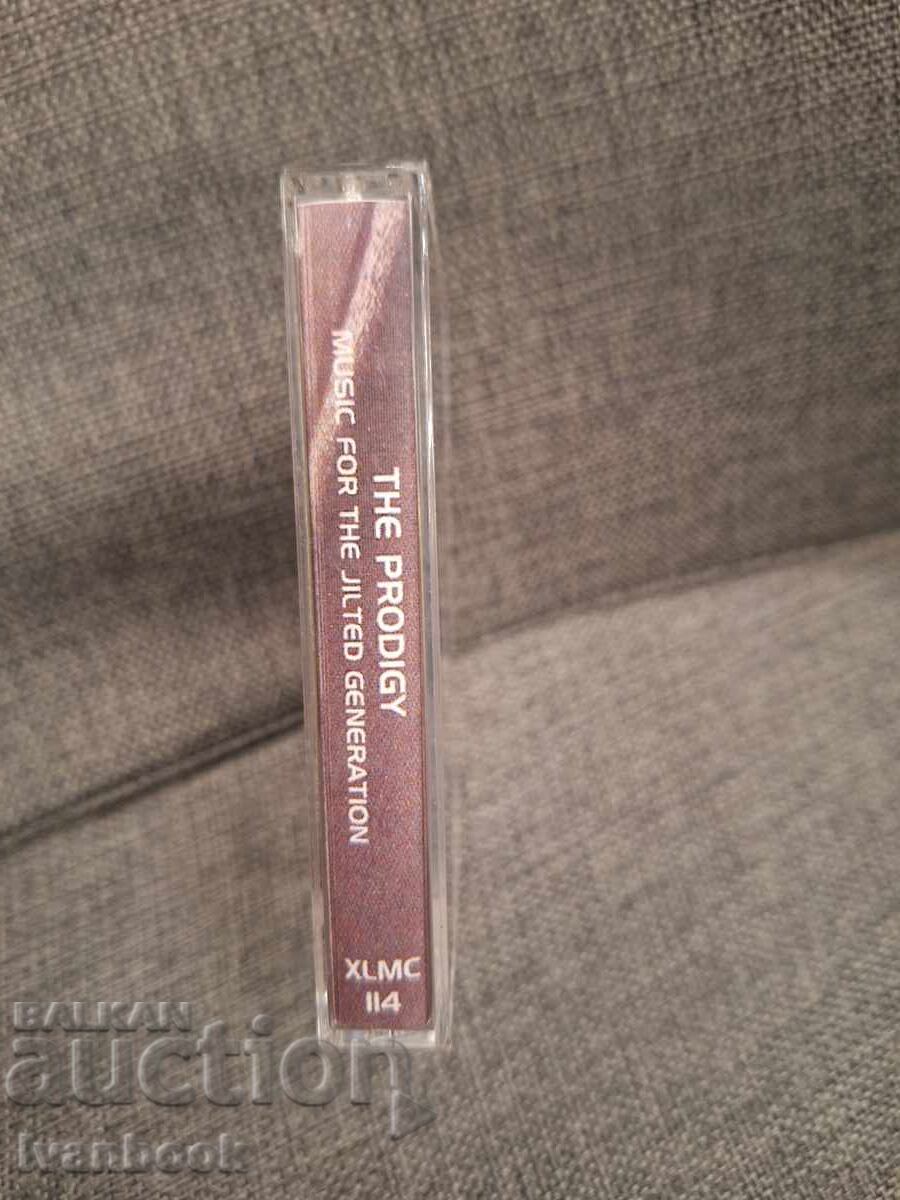 THE PRODIGY
MUSIC FOR THE JILTED GENERATION
XLMC
114
BALKAN
auction
Ivanbook